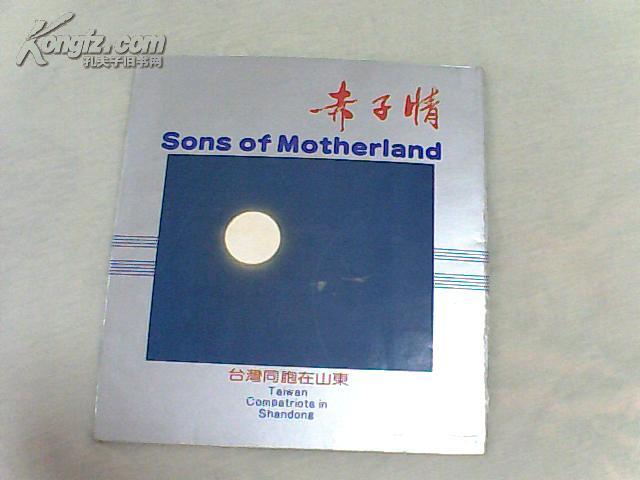 Kongfz.com
孔夫子旧书网
赤子情
Sons of Motherland
台灣同胞在山東
Taiwan
Compatriots in
Shandong